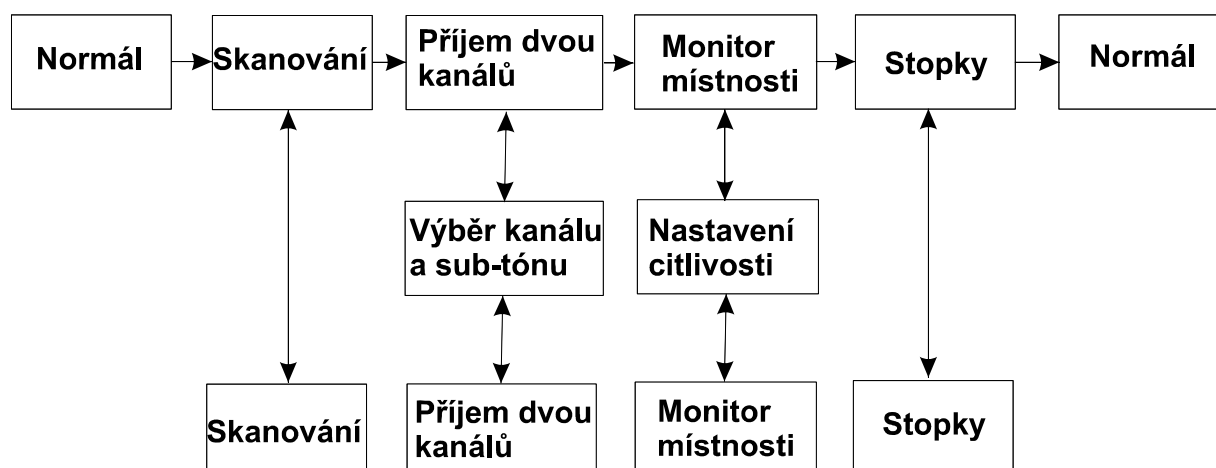 Normál
Skanování
Příjem dvou
kanálů
Monitor
místnosti
Stopky
Normál
Výběr kanálu
a sub-tónu
Nastavení
citlivosti
Skanování
Příjem dvou
kanálů
Monitor
místnosti
Stopky